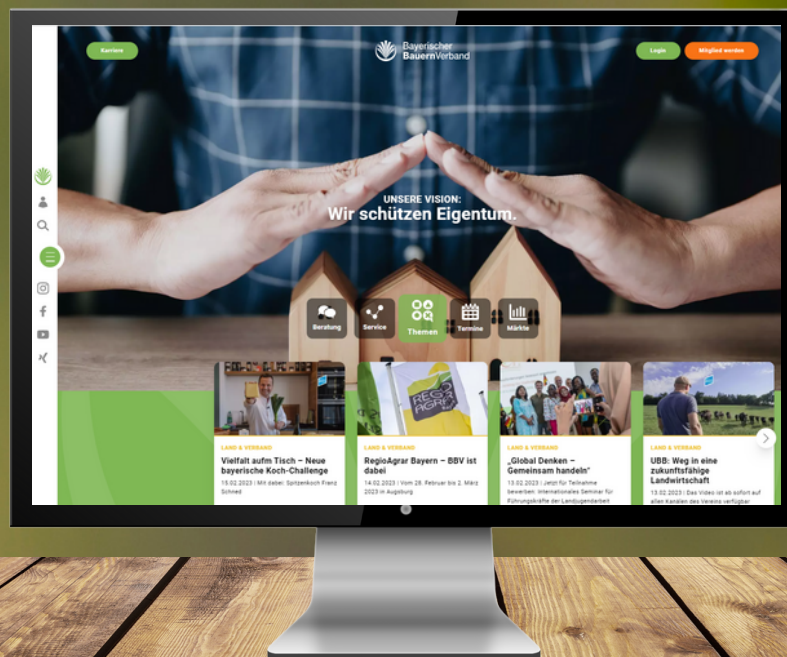 Karriere
Bayerischer
BauernVerband
Login
Mitglied werden
UNSERE VISION:
Wir schützen Eigentum.
Beratung
Service
Themen
Termine
Märkte
LAND & VERBAND
Vielfalt aufm Tisch – Neue
bayerische Koch-Challenge
15.02.2023 | Mit dabei: Spitzenkoch Franz
Schned
REGIO
AGRAR
LAND & VERBAND
RegioAgrar Bayern – BBV ist
dabei
14.02.2023 | Vom 28. Februar bis 2. März
2023 in Augsburg
LAND & VERBAND
„Global Denken –
Gemeinsam handeln“
13.02.2023 | Jetzt für Teilnahme
bewerben: Internationales Seminar für
Führungskräfte der Landjugendarbeit
LAND & VERBAND
UBB: Weg in eine
zukunftsfähige
Landwirtschaft
13.02.2023 | Das Video ist ab sofort auf
allen Kanälen des Vereins verfügbar